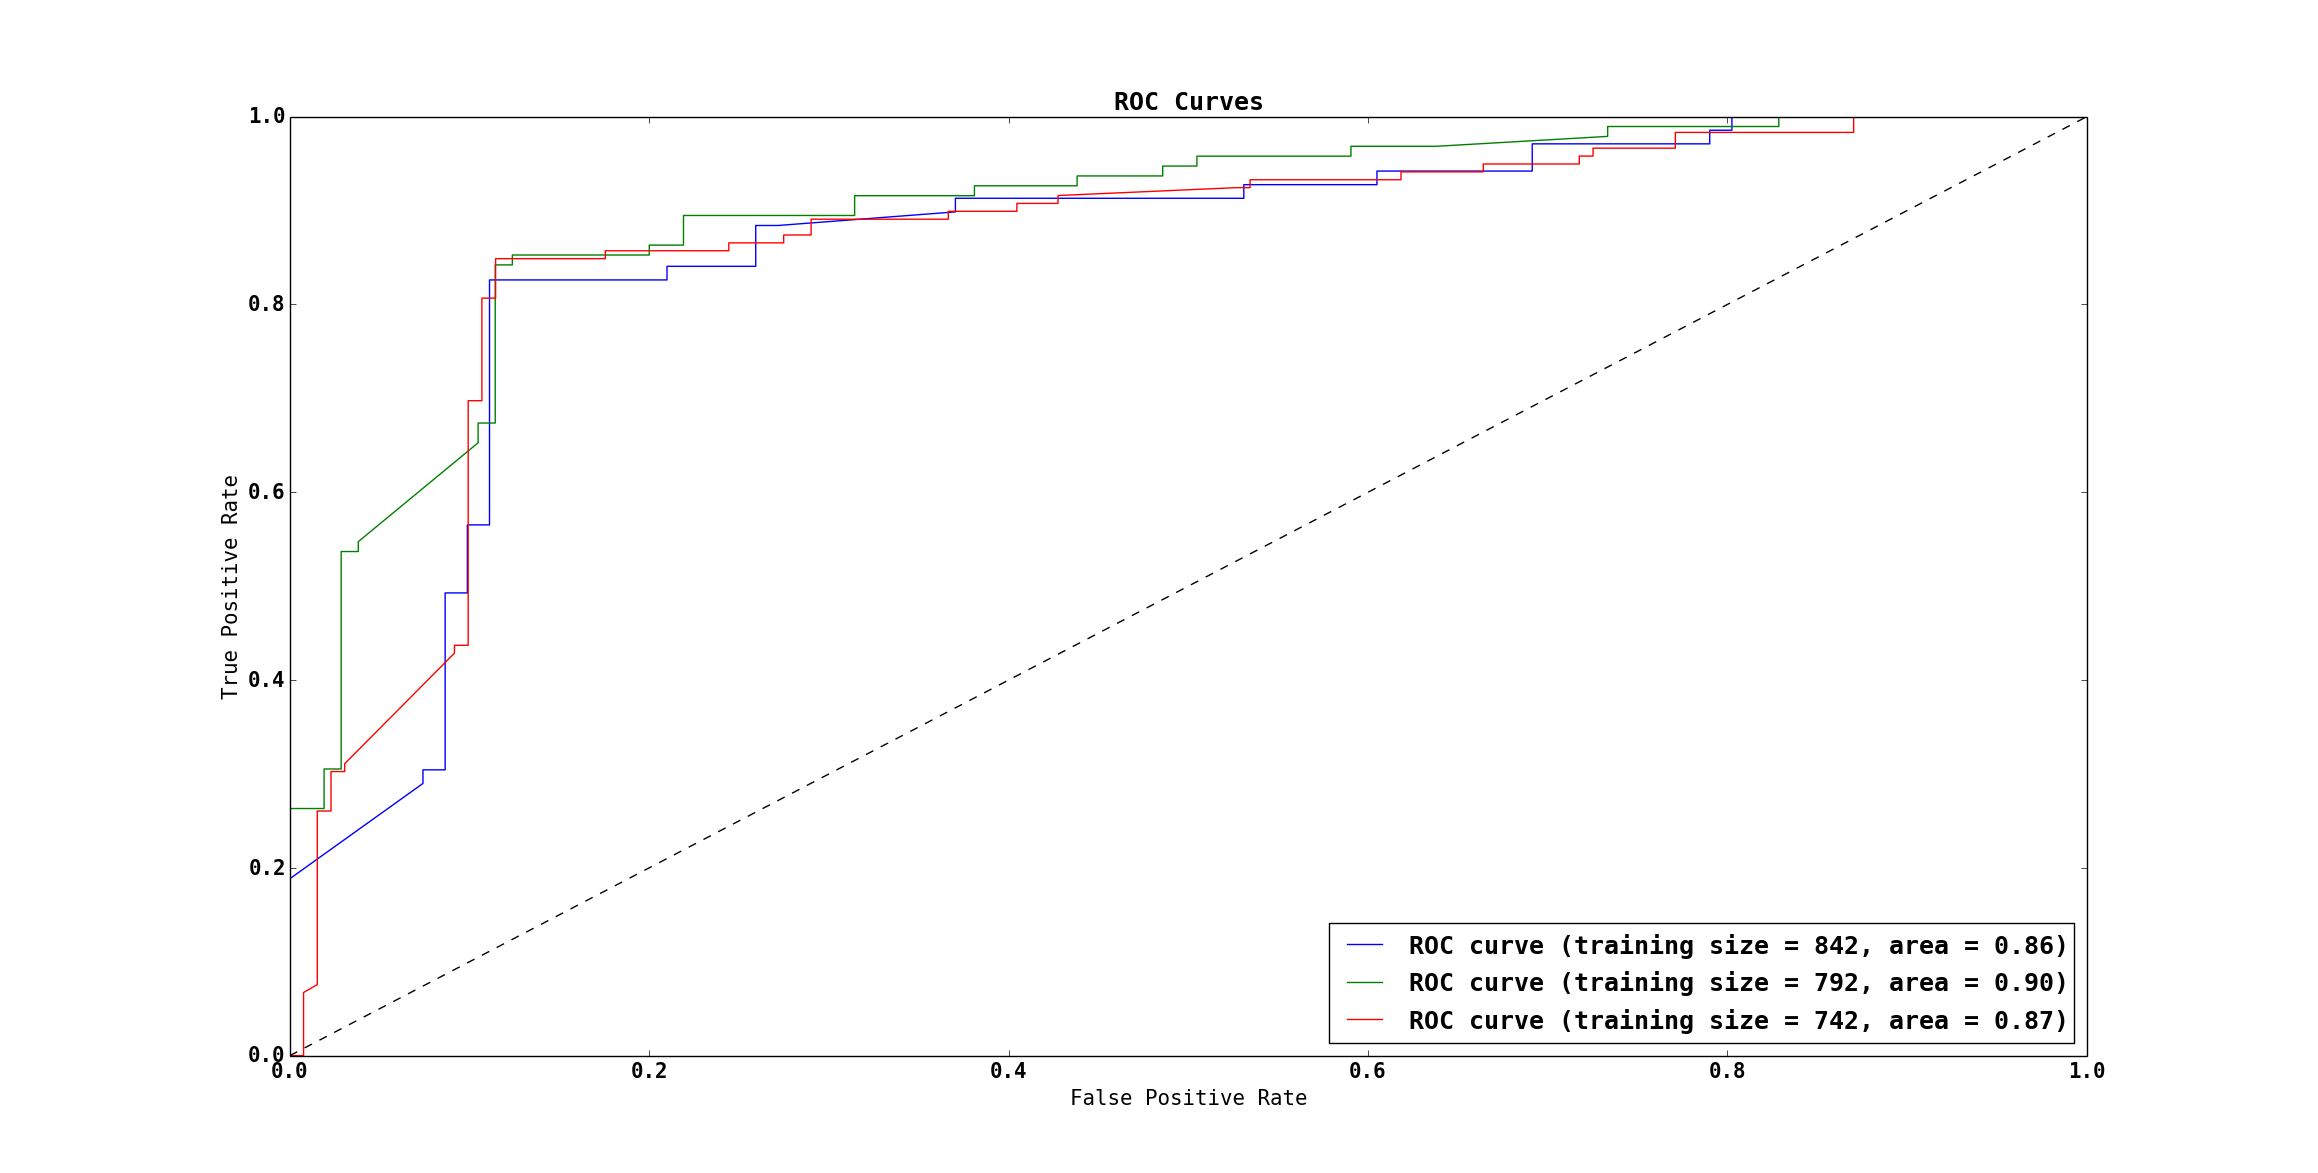 ROC Curves
1.0
0.8
0.6
0.4
0.2
0.0
True Positive Rate
0.0 0.2 0.4 0.6 0.8 1.0
False Positive Rate
ROC curve (training size = 842, area = 0.86)
ROC curve (training size = 792, area = 0.90)
ROC curve (training size = 742, area = 0.87)